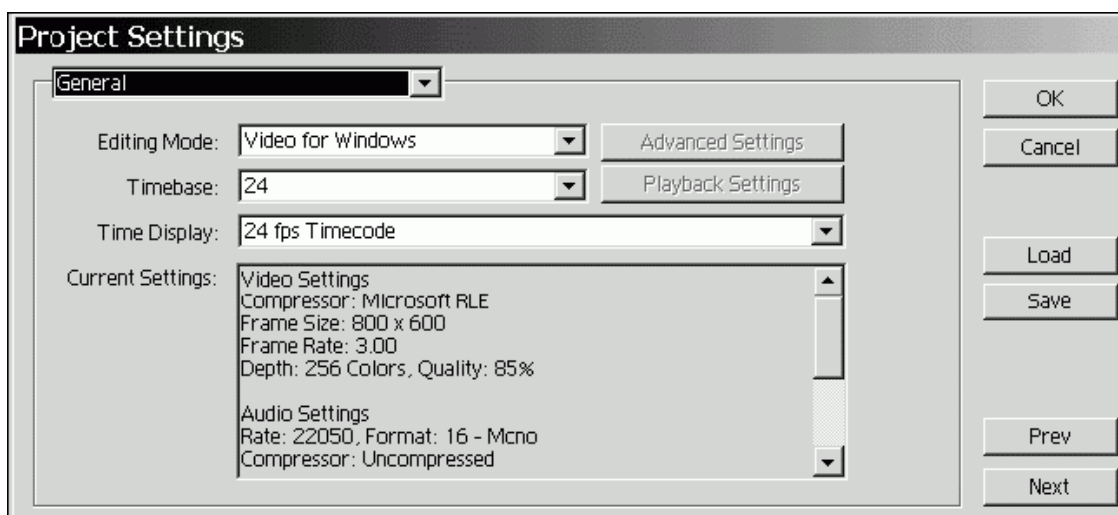 Project Settings
General
Editing Mode: Video for Windows Advanced Settings
Timebase: 24 Playback Settings
Time Display: 24 fps Timecode
Current Settings: Video Settings
Compressor: Microsoft RLE
Frame Size: 800 x 600
Frame Rate: 3.00
Depth: 256 Colors, Quality: 85%
Audio Settings
Rate: 22050, Format: 16 - Mono
Compressor: Uncompressed
OK
Cancel
Load
Save
Prev
Next